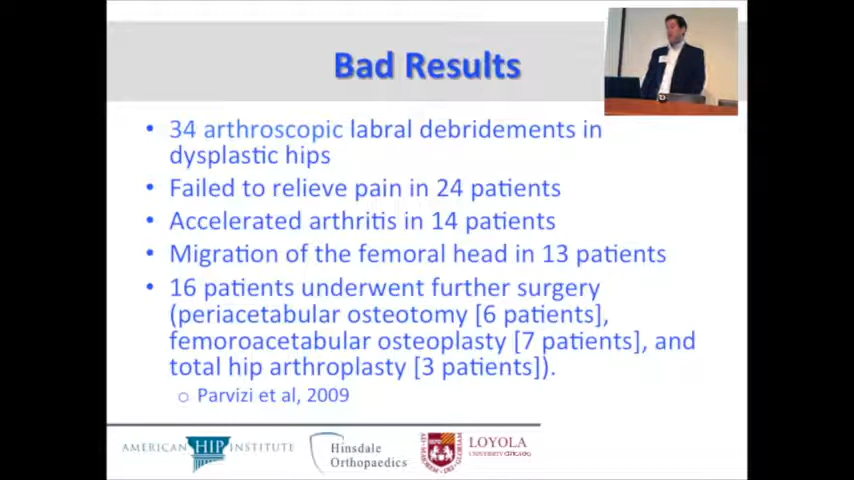 Bad Results
• 34 arthroscopic labral debridements in
dysplastic hips
• Failed to relieve pain in 24 patients
• Accelerated arthritis in 14 patients
• Migration of the femoral head in 13 patients
• 16 patients underwent further surgery
(periacetabular osteotomy [6 patients],
femoroacetabular osteoplasty [7 patients], and
total hip arthroplasty [3 patients]).
○ Parvizi et al, 2009
AMERICAN HIP INSTITUTE
Hinsdale
Orthopaedics
LOYOLA
UNIVERSITY CHICAGO